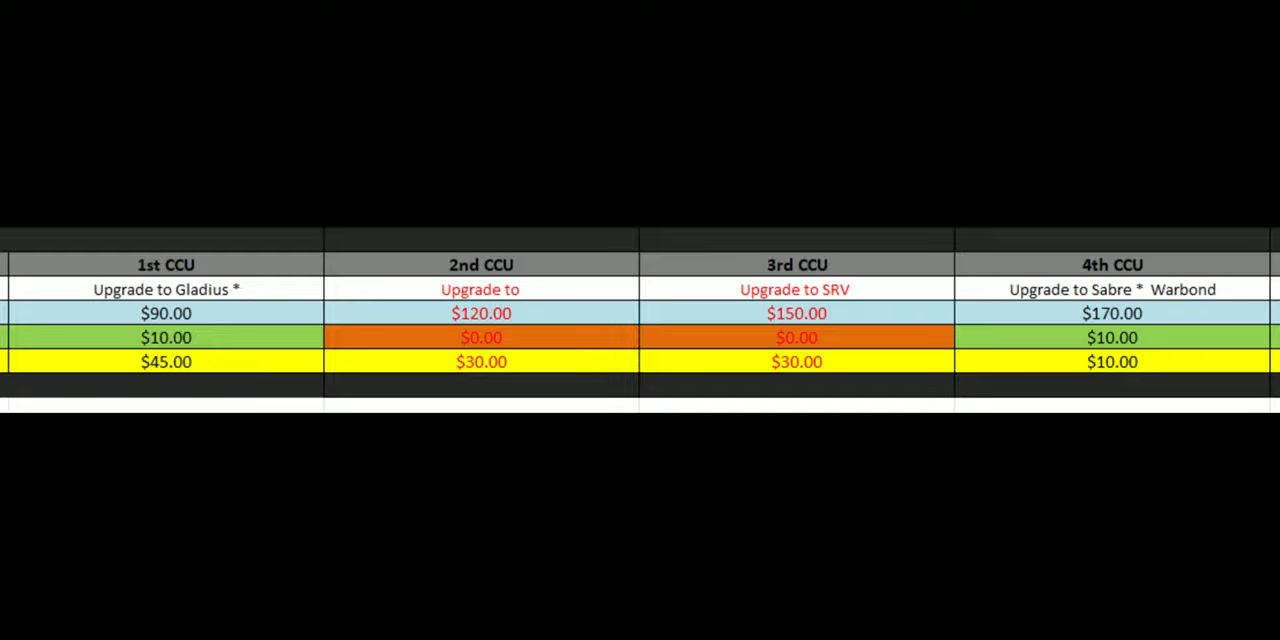 1st CCU 2nd CCU 3rd CCU 4th CCU
Upgrade to Gladius * Upgrade to Upgrade to SRV Upgrade to Sabre * Warbond
$90.00 $120.00 $150.00 $170.00
$10.00 $0.00 $0.00 $10.00
$45.00 $30.00 $30.00 $10.00